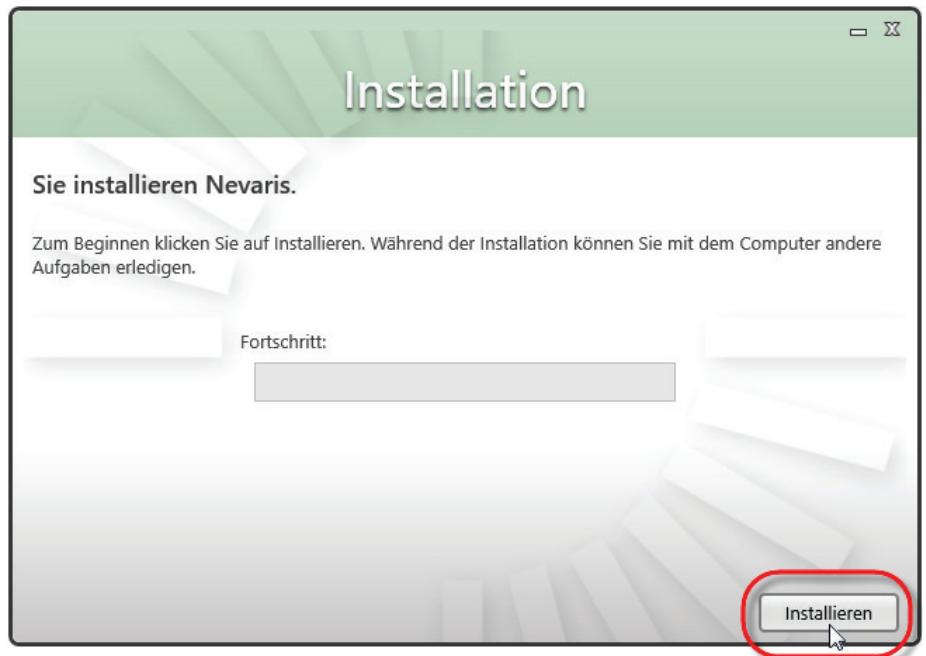 Installation
Sie installieren Nevaris.
Zum Beginnen klicken Sie auf Installieren. Während der Installation können Sie mit dem Computer andere
Aufgaben erledigen.
Fortschritt:
Installieren